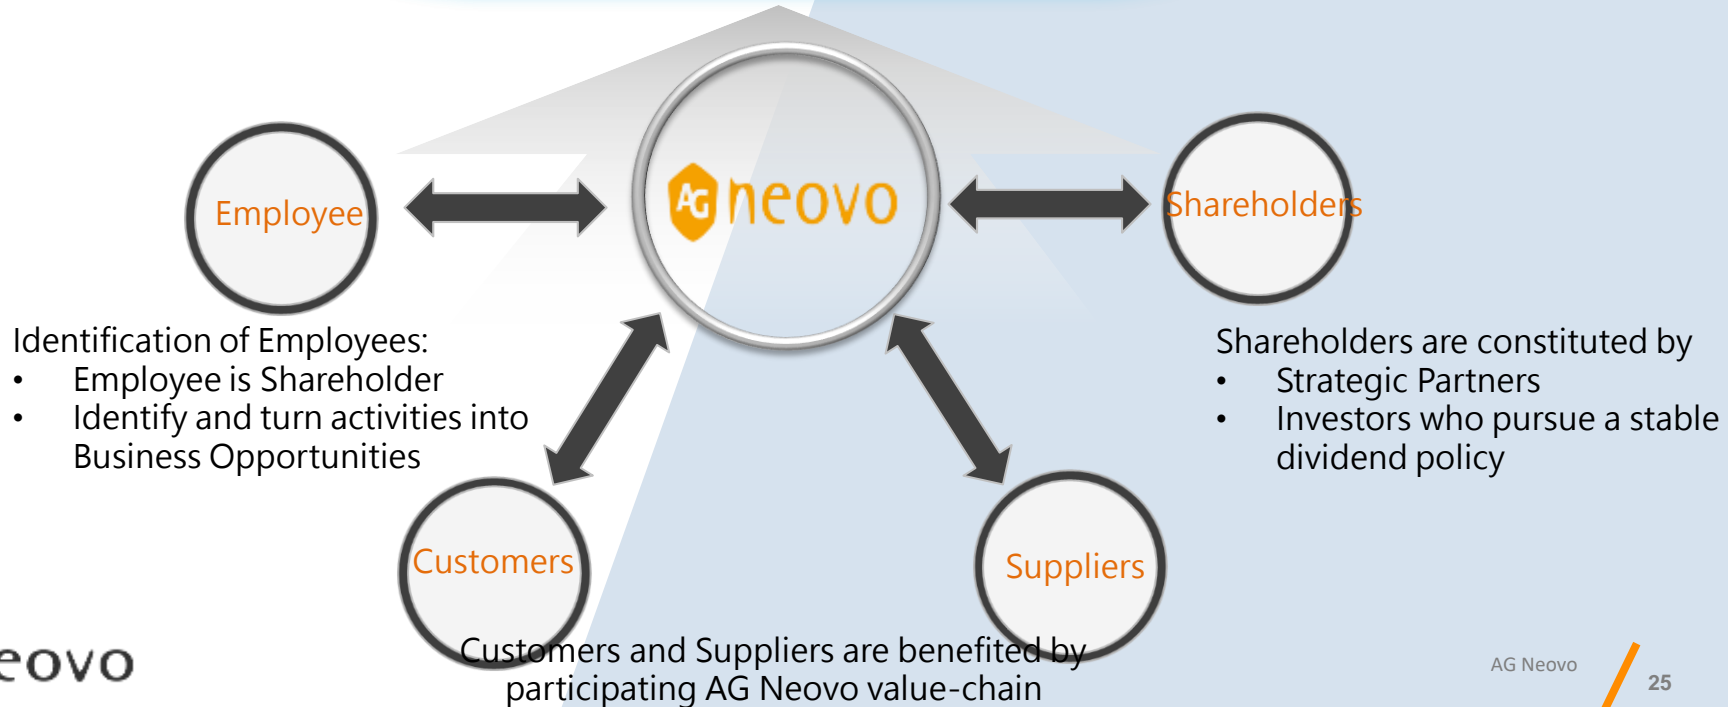 AG neovo
Employee
Shareholders
Identification of Employees:
• Employee is Shareholder
• Identify and turn activities into
Business Opportunities
Shareholders are constituted by
• Strategic Partners
• Investors who pursue a stable
dividend policy
Customers
Suppliers
Customers and Suppliers are benefited by
participating AG Neovo value-chain
eovo
AG Neovo
25